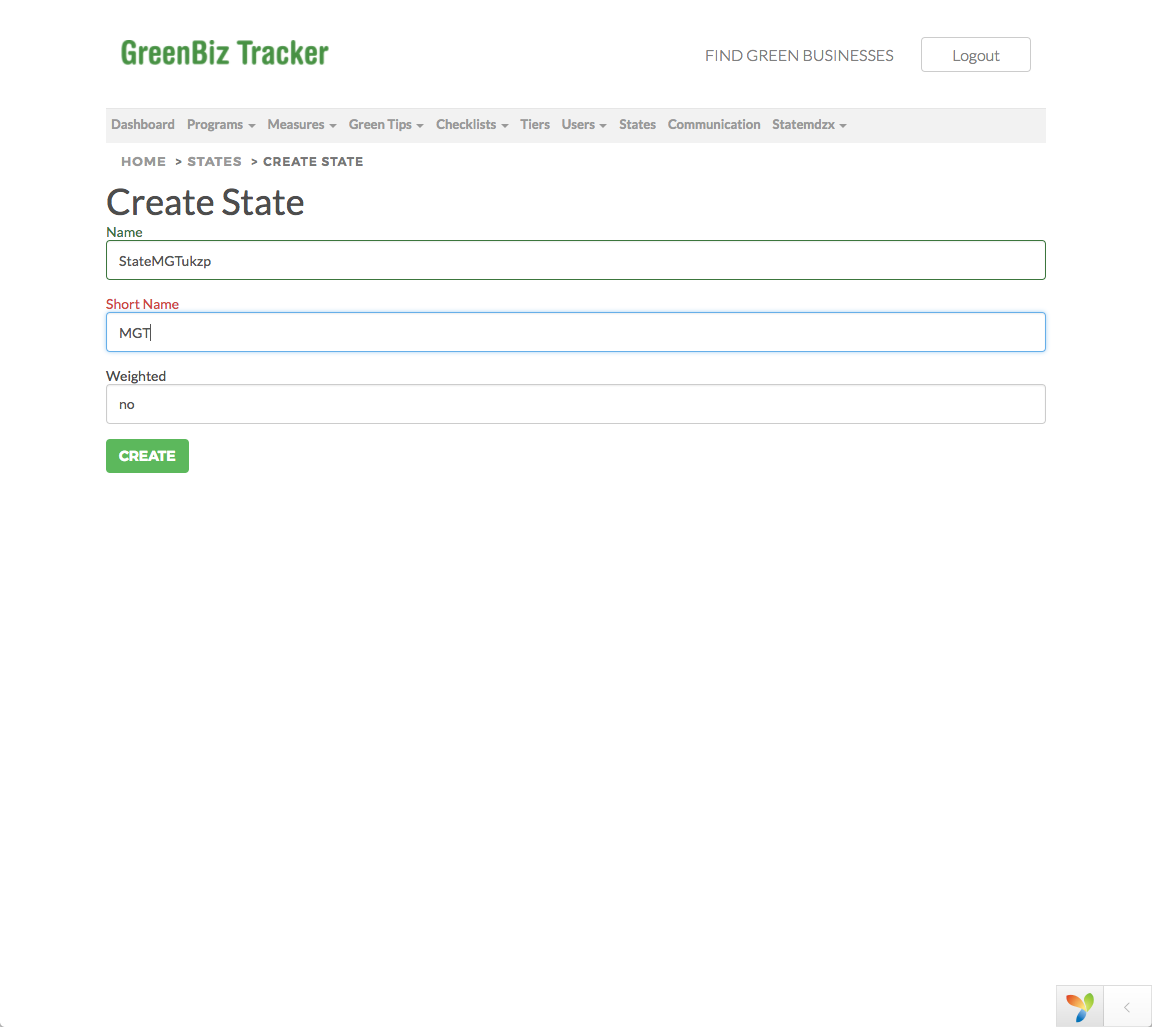 GreenBiz Tracker
FIND GREEN BUSINESSES
Logout
Dashboard Programs Measures Green Tips Checklists Tiers Users States Communication Statemdzx
HOME > STATES > CREATE STATE
Create State
Name
StateMGTukzp
Short Name
MGT
Weighted
no
CREATE